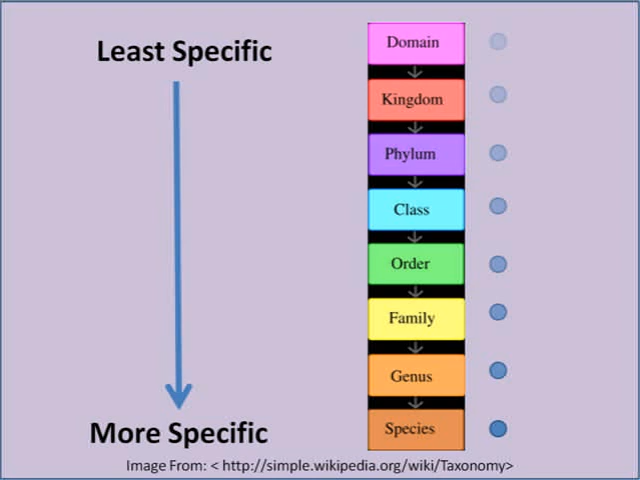 Least Specific
Domain
Kingdom
Phylum
Class
Order
Family
Genus
More Specific
Species
Image From: < http://simple.wikipedia.org/wiki/Taxonomy>